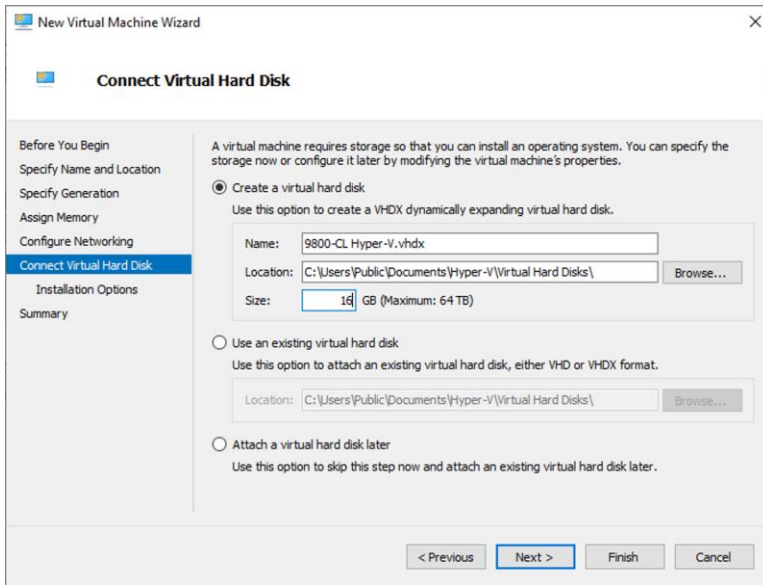 New Virtual Machine Wizard
Connect Virtual Hard Disk
Before You Begin
Specify Name and Location
Specify Generation
Assign Memory
Configure Networking
Connect Virtual Hard Disk
Installation Options
Summary
A virtual machine requires storage so that you can install an operating system. You can specify the
storage now or configure it later by modifying the virtual machine's properties.
Create a virtual hard disk
Use this option to create a VHDX dynamically expanding virtual hard disk.
Name: 9800-CL Hyper-V.vhdx
Location: C:\Users\Public\Documents\Hyper-V\Virtual Hard Disks\ Browse...
Size: 16 GB (Maximum: 64 TB)
Use an existing virtual hard disk
Use this option to attach an existing virtual hard disk, either VHD or VHDX format.
Location: C:\Users\Public\Documents\Hyper-V\Virtual Hard Disks\ Browse...
Attach a virtual hard disk later
Use this option to skip this step now and attach an existing virtual hard disk later.
< Previous Next > Finish Cancel